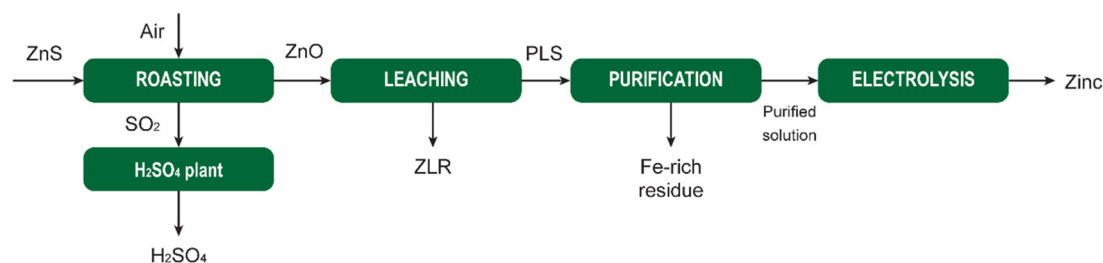 Air
ZnS
ZnO
PLS
ROASTING
LEACHING
PURIFICATION
ELECTROLYSIS
Zinc
SO₂
Purified
solution
H₂SO₄ plant
ZLR
Fe-rich
residue
H₂SO₄